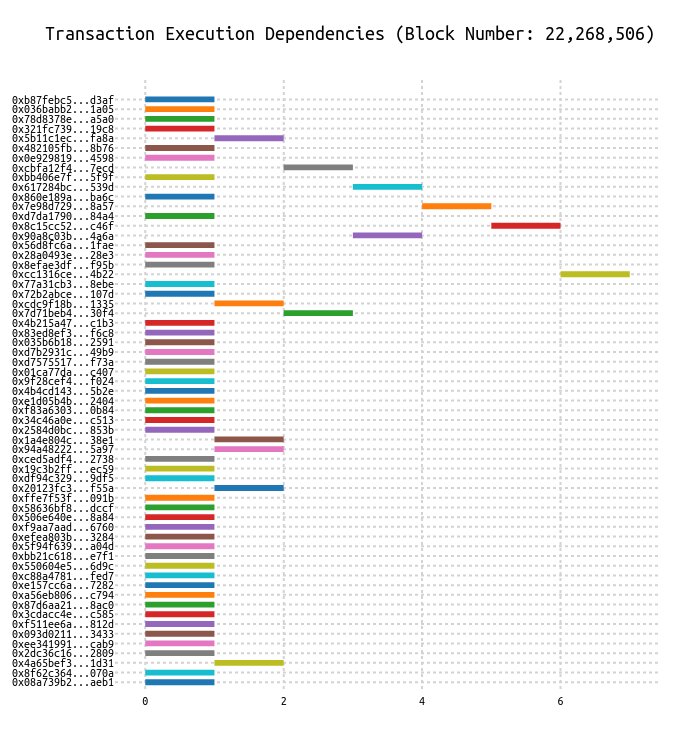 Transaction Execution Dependencies (Block Number: 22,268,506)
0xb87febc5...d3af
0x036babb2...1a05
0x78d8378e...a5a0
0x321fc739...19c8
0x5b11c1ec...fa8a
0x482105fb...8b76
0x0e929819...4598
0xcbfa12f4...7ecd
0xbb406e7f...5f9f
0x617284bc...539d
0x860e189a...ba6c
0x7e98d729...8a57
0xd7da1790...84a4
0x8c15cc52...c46f
0x90a8c03b...4a6a
0x56d8fc6a...1fae
0x28a0493e...28e3
0x8efae3df...f95b
0xcc1316ce...4b22
0x77a31cb3...8ebe
0x72b2abce...107d
0xcdc9f18b...1335
0x7d71beb4...30f4
0x4b215a47...c1b3
0x83ed8ef3...f6c8
0x035b6b18...2591
0xd7b2931c...49b9
0xd7575517...f73a
0x01ca77da...c407
0x9f28cef4...f024
0x4b4cd143...5b2e
0xe1d05b4b...2404
0xf83a6303...0b84
0x34c46a0e...c513
0x2584d0bc...853b
0x1a4e804c...38e1
0x94a48222...5a97
0xced5adf4...2738
0x19c3b2ff...ec59
0xdf94c329...9df5
0x20123fc3...f55a
0xffe7f53f...091b
0x58636bf8...dccf
0x506e640e...8a84
0xf9aa7aad...6760
0xefea803b...3284
0x5f94f639...a04d
0xbb21c618...e7f1
0x550604e5...6d9c
0xc88a4781...fed7
0xe157cc6a...7282
0xa56eb806...c794
0x87d6aa21...8ac0
0x3cdacc4e...c585
0xf511ee6a...812d
0x093d0211...3433
0xee341991...cab9
0x2dc36c16...2809
0x4a65bef3...1d31
0x8f62c364...070a
0x08a739b2...aeb1
0 2 4 6